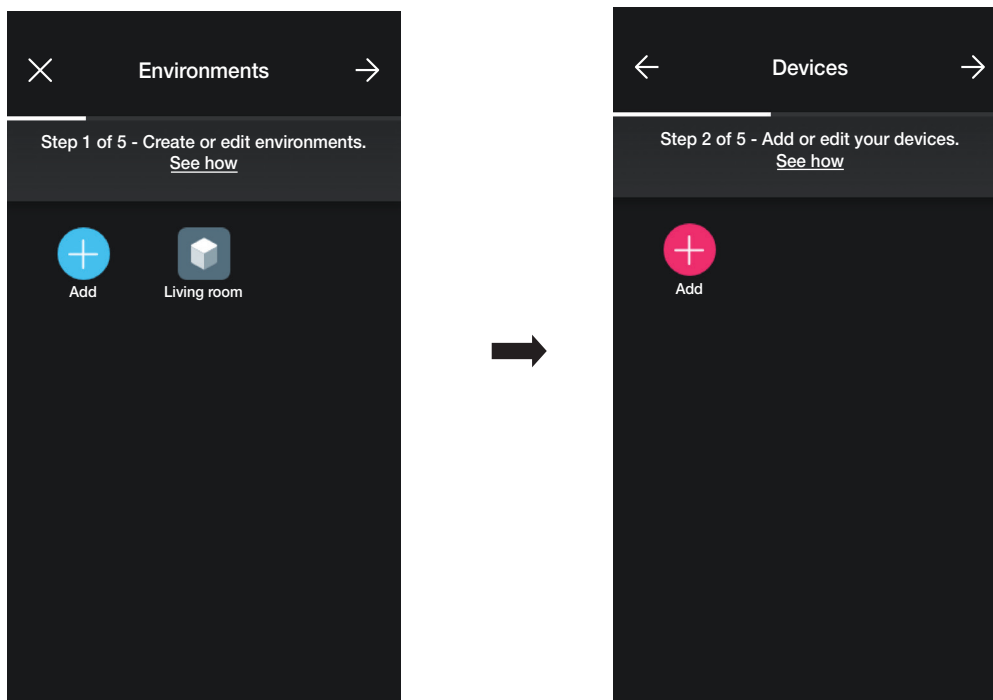 Environments
Step 1 of 5 - Create or edit environments.
See how
Add
Living room
Devices
Step 2 of 5 - Add or edit your devices.
See how
Add